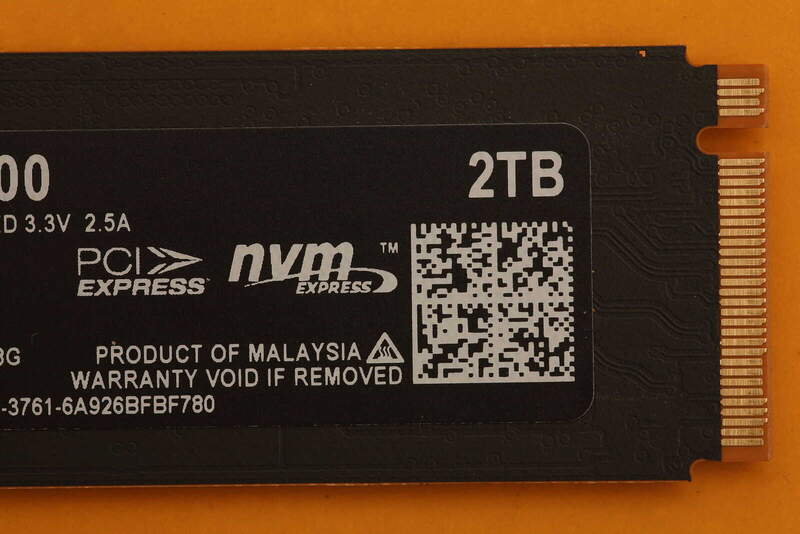 00
2TB
ED 3.3V 2.5A
PCI EXPRESS
nvm EXPRESS ™
3G
PRODUCT OF MALAYSIA
WARRANTY VOID IF REMOVED
-3761-6A926BFBF780